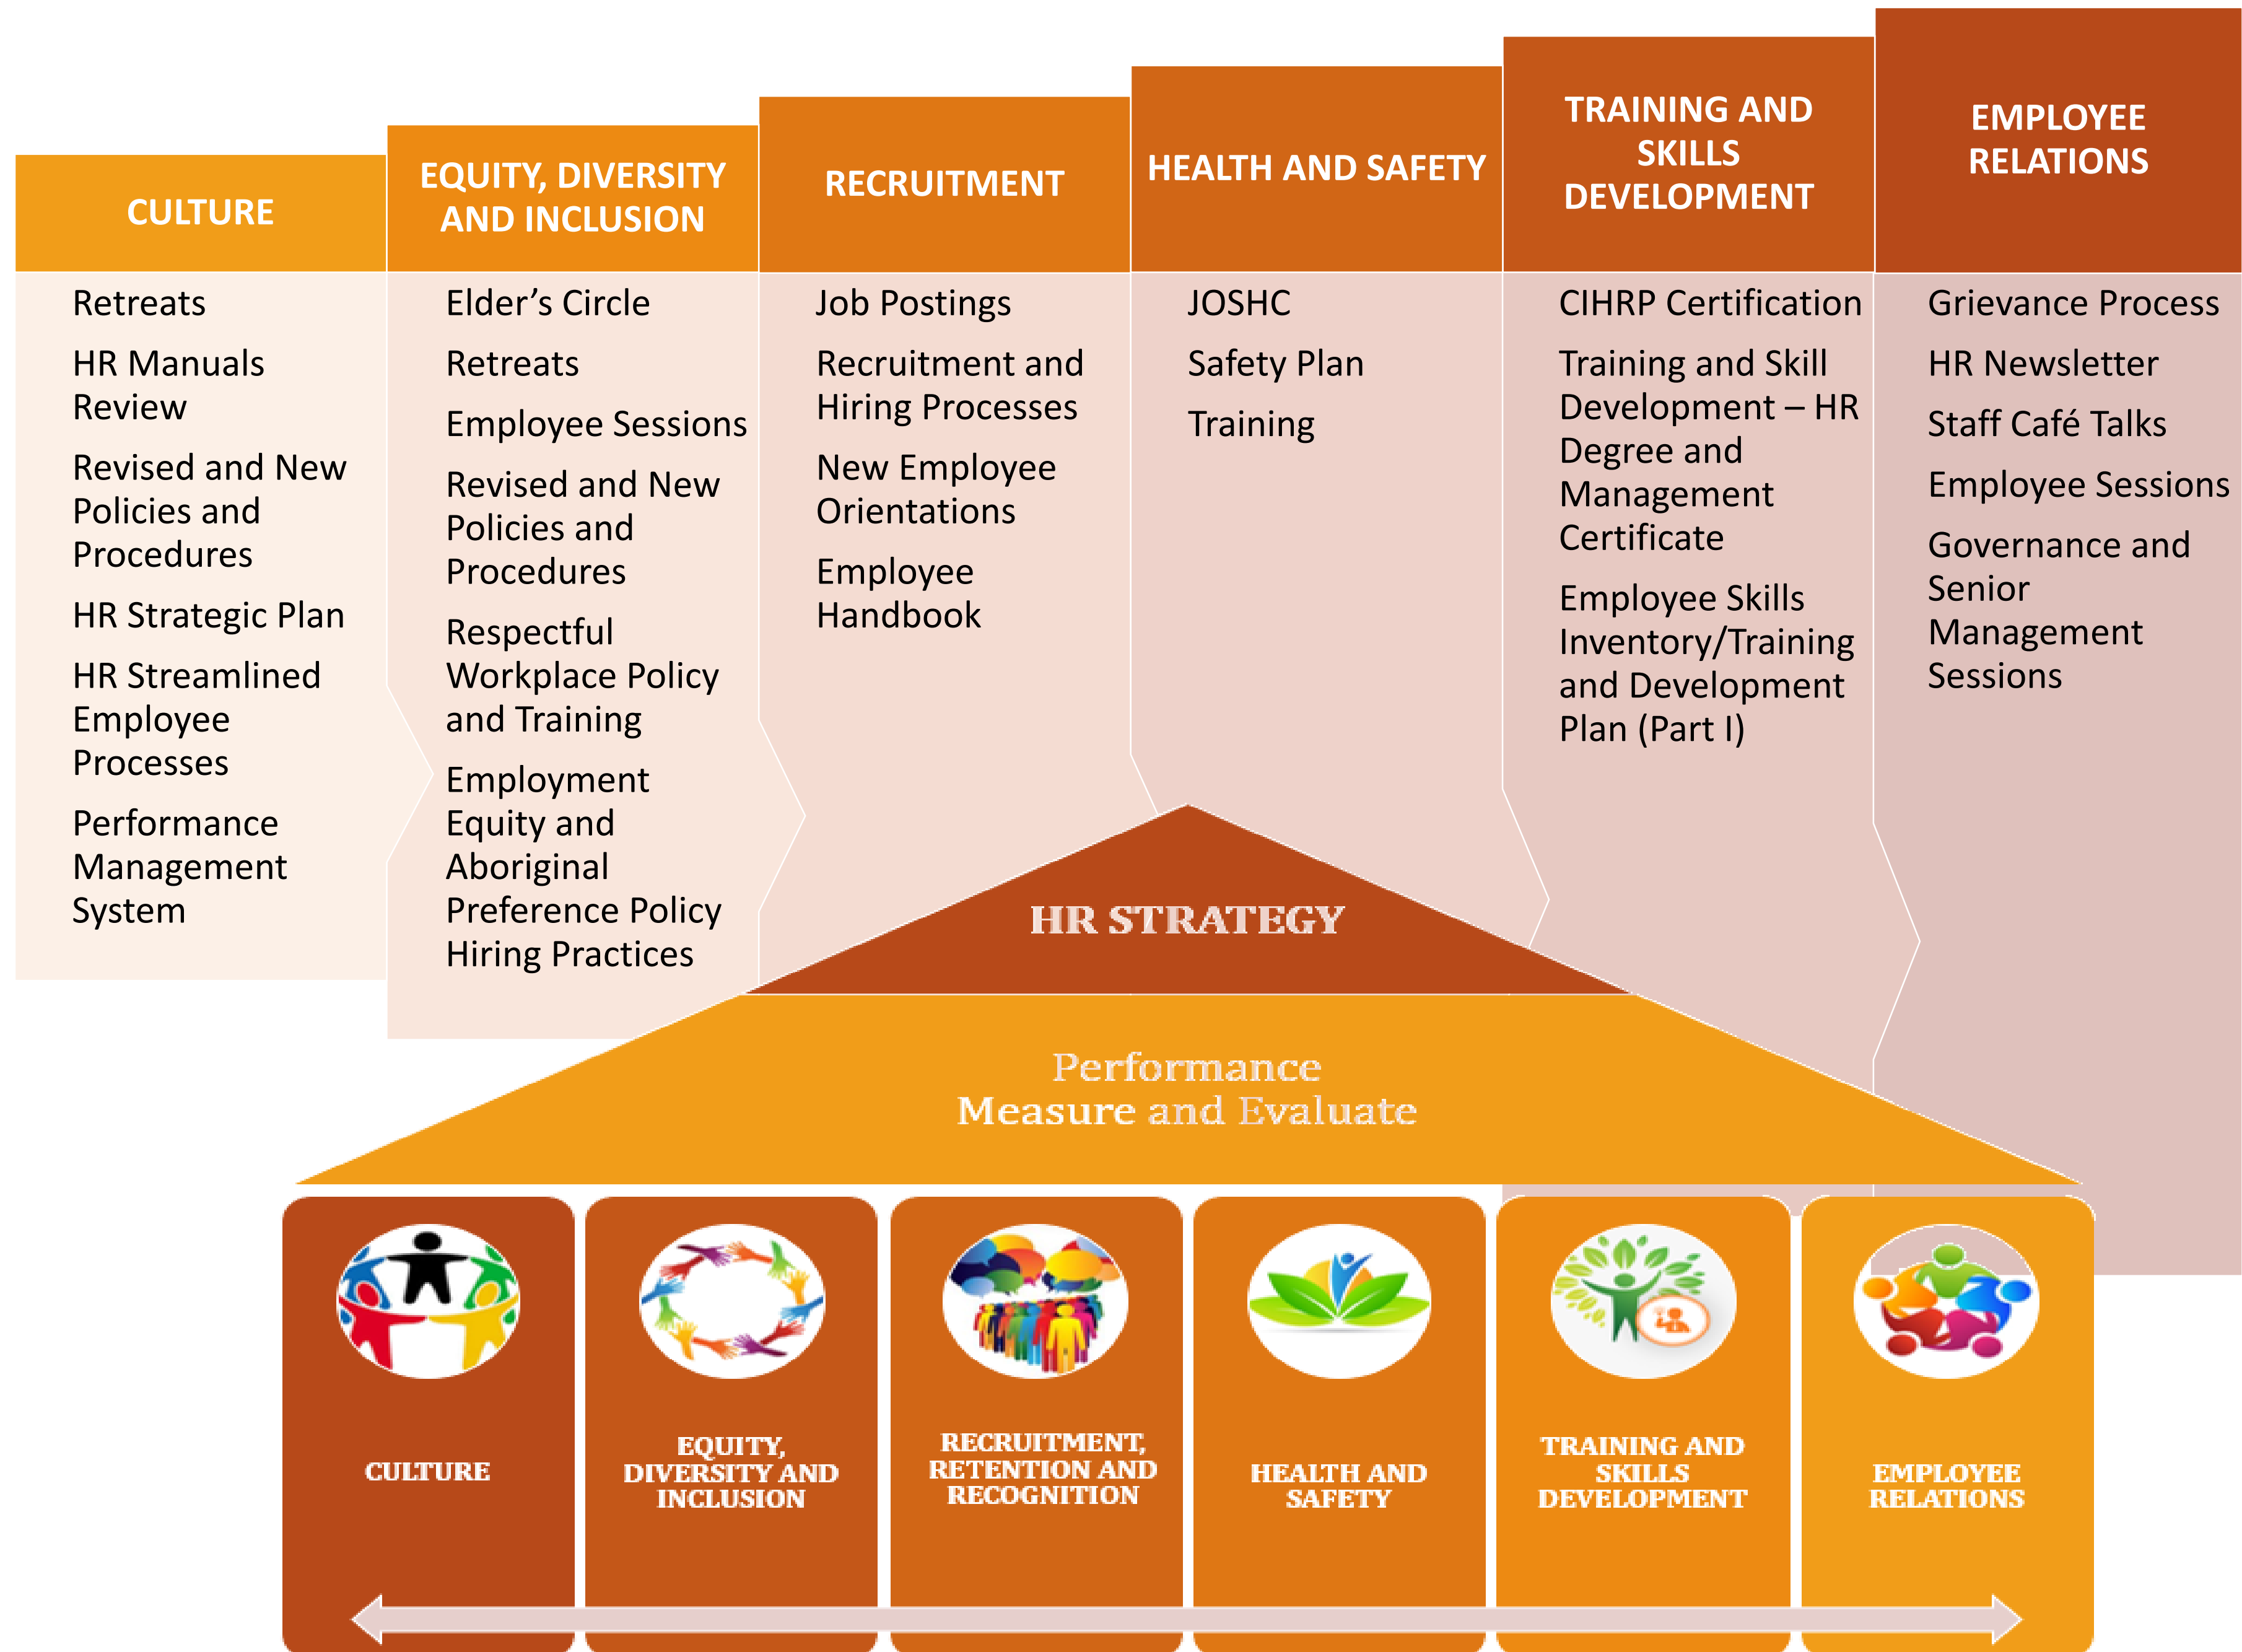 CULTURE
Retreats
HR Manuals
Review
Revised and New
Policies and
Procedures
HR Strategic Plan
HR Streamlined
Employee
Processes
Performance
Management
System
EQUITY, DIVERSITY
AND INCLUSION
Elder’s Circle
Retreats
Employee Sessions
Revised and New
Policies and
Procedures
Respectful
Workplace Policy
and Training
Employment
Equity and
Aboriginal
Preference Policy
Hiring Practices
RECRUITMENT
Job Postings
Recruitment and
Hiring Processes
New Employee
Orientations
Employee
Handbook
HEALTH AND SAFETY
JOSHC
Safety Plan
Training
TRAINING AND
SKILLS
DEVELOPMENT
CIHRP Certification
Training and Skill
Development – HR
Degree and
Management
Certificate
Employee Skills
Inventory/Training
and Development
Plan (Part I)
EMPLOYEE
RELATIONS
Grievance Process
HR Newsletter
Staff Café Talks
Employee Sessions
Governance and
Senior
Management
Sessions
HR STRATEGY
Performance
Measure and Evaluate
CULTURE
EQUITY,
DIVERSITY AND
INCLUSION
RECRUITMENT,
RETENTION AND
RECOGNITION
HEALTH AND
SAFETY
TRAINING AND
SKILLS
DEVELOPMENT
EMPLOYEE
RELATIONS